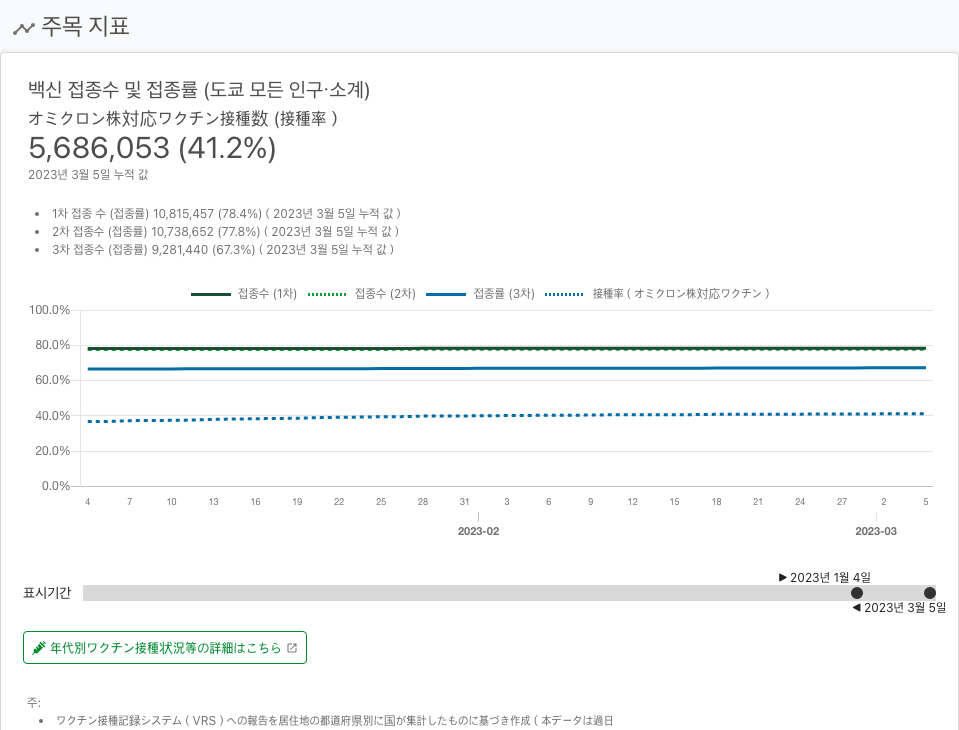 주목 지표
백신 접종수 및 접종률 (도쿄 모든 인구·소계)
オミクロン株対応ワクチン接種数 (接種率 )
5,686,053 (41.2%)
2023년 3월 5일 누적 값
1차 접종 수 (접종률) 10,815,457 (78.4%) ( 2023년 3월 5일 누적 값 )
2차 접종수 (접종률) 10,738,652 (77.8%) ( 2023년 3월 5일 누적 값 )
3차 접종수 (접종률) 9,281,440 (67.3%) ( 2023년 3월 5일 누적 값 )
접종수 (1차) 접종수 (2차) 접종률 (3차) 接種率 ( オミクロン株対応ワクチン )
100.0%
80.0%
60.0%
40.0%
20.0%
0.0%
4 7 10 13 16 19 22 25 28 31 3 6 9 12 15 18 21 24 27 2 5
2023-02 2023-03
▶ 2023년 1월 4일
표시기간
◀ 2023년 3월 5일
年代別ワクチン接種状況等の詳細はこちら
주:
ワクチン接種記録システム ( VRS ) への報告を居住地の都道府県別に国が集計したものに基づき作成 ( 本データは過日